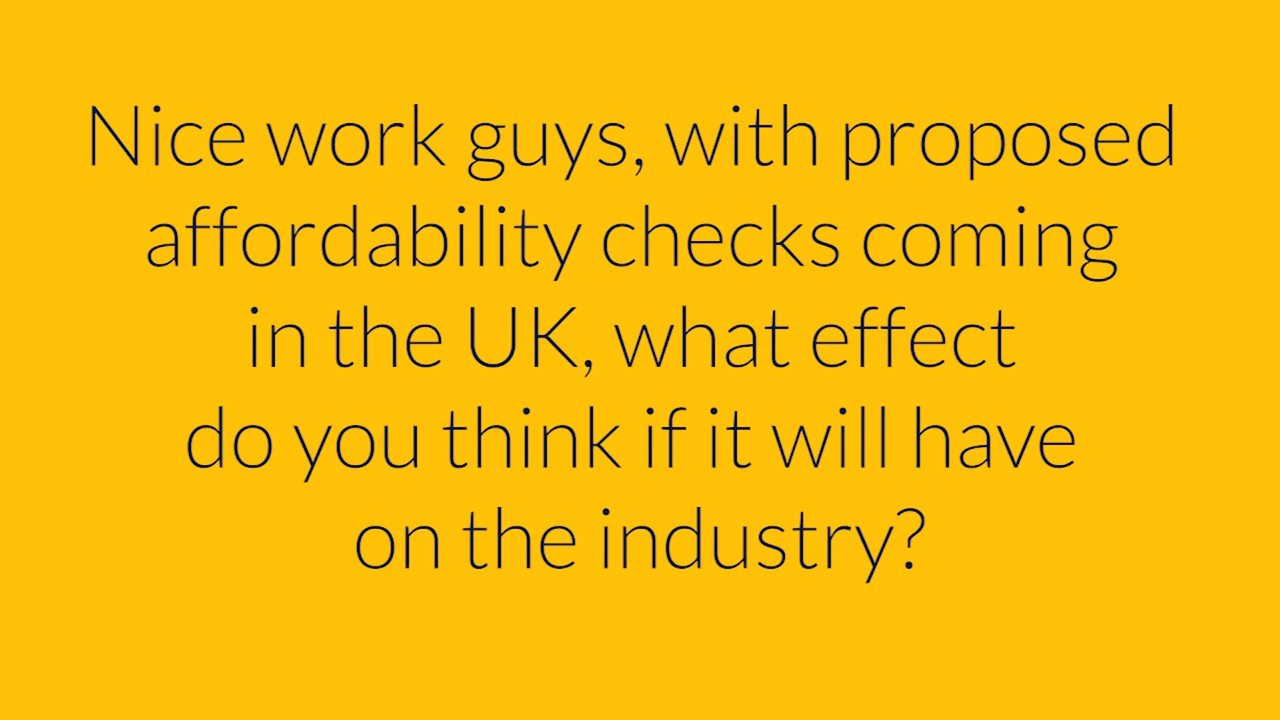 Nice work guys, with proposed
affordability checks coming
in the UK, what effect
do you think if it will have
on the industry?